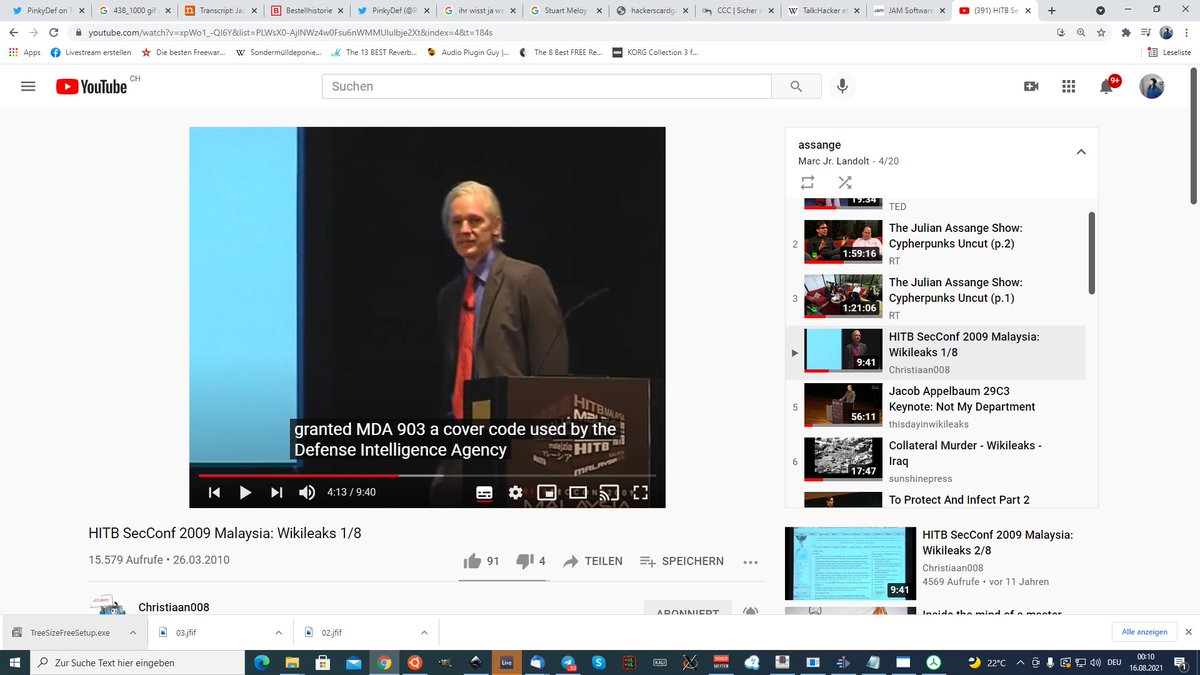 PinkyDef on T
438_1000 gif
Transcript: Jac
Bestellhistorie
PinkyDef (@P
ihr wisst ja wa
Stuart Meloy
hackerscardg
CCC | Sicher s
Talk:Hacker et
JAM Software
(391) HITB Se
youtube.com/watch?v=xpWo1_-QI6Y&list=PLWsX0-AjINWz4w0Fsu6nWMMUlulbje2Xt&index=4&t=184s
Apps
Livestream erstellen
Die besten Freewar...
Sondermülldeponie...
The 13 BEST Reverb...
Audio Plugin Guy |...
The 8 Best FREE Re...
KORG Collection 3 f...
Leseliste
YouTube CH
Suchen
9+
granted MDA 903 a cover code used by the
Defense Intelligence Agency
HITB
4:13 / 9:40
HITB SecConf 2009 Malaysia: Wikileaks 1/8
15.579 Aufrufe • 26.03.2010
91
4
TEILEN
SPEICHERN
Christiaan008
ABONNIERT
assange
Marc Jr. Landolt - 4/20
19:34
TED
2
1:59:16
The Julian Assange Show:
Cypherpunks Uncut (p.2)
RT
3
1:21:06
The Julian Assange Show:
Cypherpunks Uncut (p.1)
RT
9:41
HITB SecConf 2009 Malaysia:
Wikileaks 1/8
Christiaan008
5
56:11
Jacob Appelbaum 29C3
Keynote: Not My Department
thisdayinwikileaks
6
17:47
Collateral Murder - Wikileaks -
Iraq
sunshinepress
To Protect And Infect Part 2
9:41
HITB SecConf 2009 Malaysia:
Wikileaks 2/8
Christiaan008
4569 Aufrufe • vor 11 Jahren
Inside the mind of a master
TreeSizeFreeSetup.exe
03.jfif
02.jfif
Alle anzeigen
Zur Suche Text hier eingeben
Live
22°C
DEU
00:10
16.08.2021